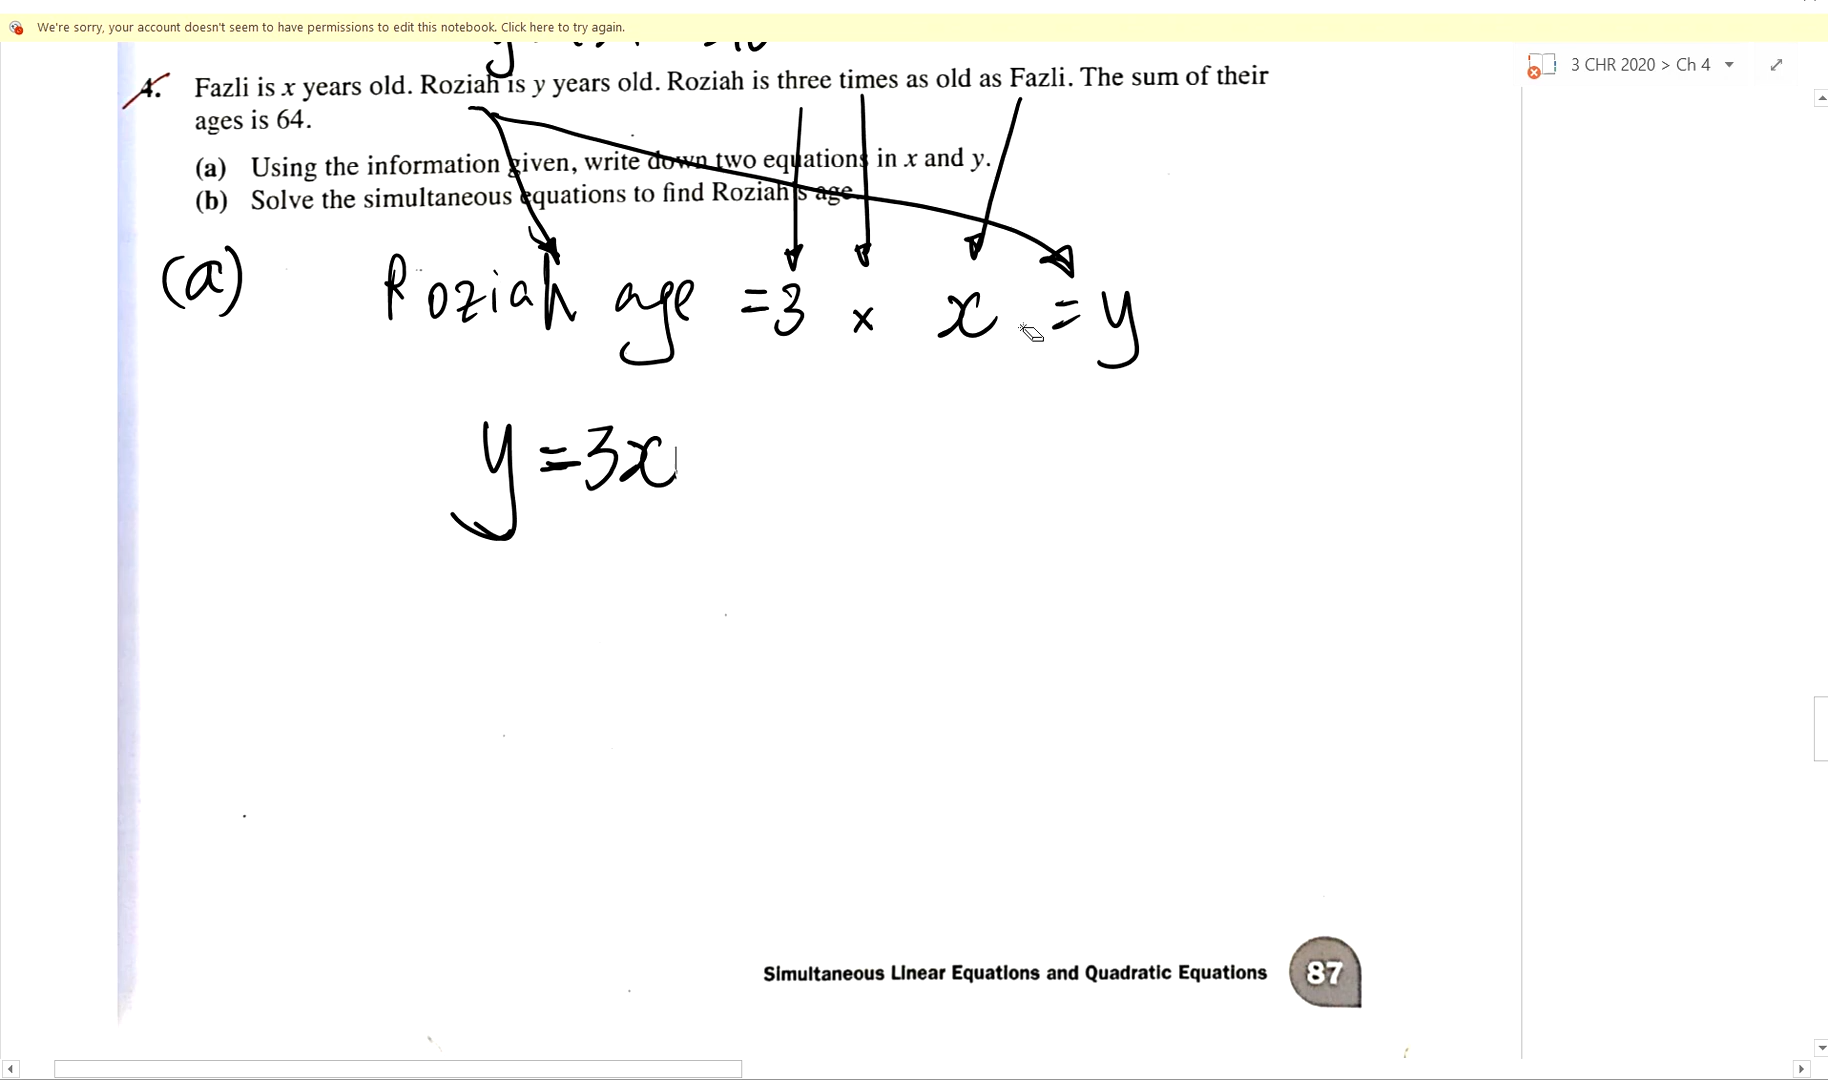 We're sorry, your account doesn't seem to have permissions to edit this notebook. Click here to try again.
3 CHR 2020 > Ch 4
4. Fazli is x years old. Roziah is y years old. Roziah is three times as old as Fazli. The sum of their
ages is 64.
(a) Using the information given, write down two equations in x and y.
(b) Solve the simultaneous equations to find Roziah's age.
(a) Roziah age = 3 × x = y
y = 3x
Simultaneous Linear Equations and Quadratic Equations 87